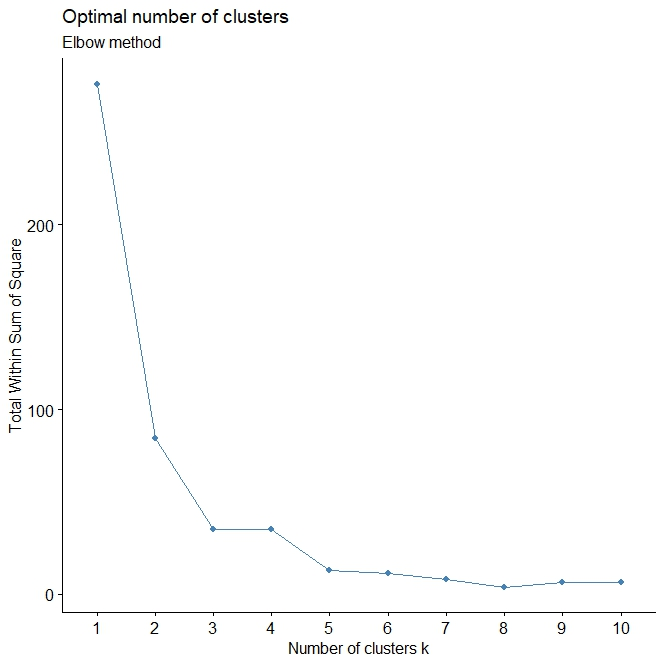 Optimal number of clusters
Elbow method
Total Within Sum of Square
200
100
0
1 2 3 4 5 6 7 8 9 10
Number of clusters k